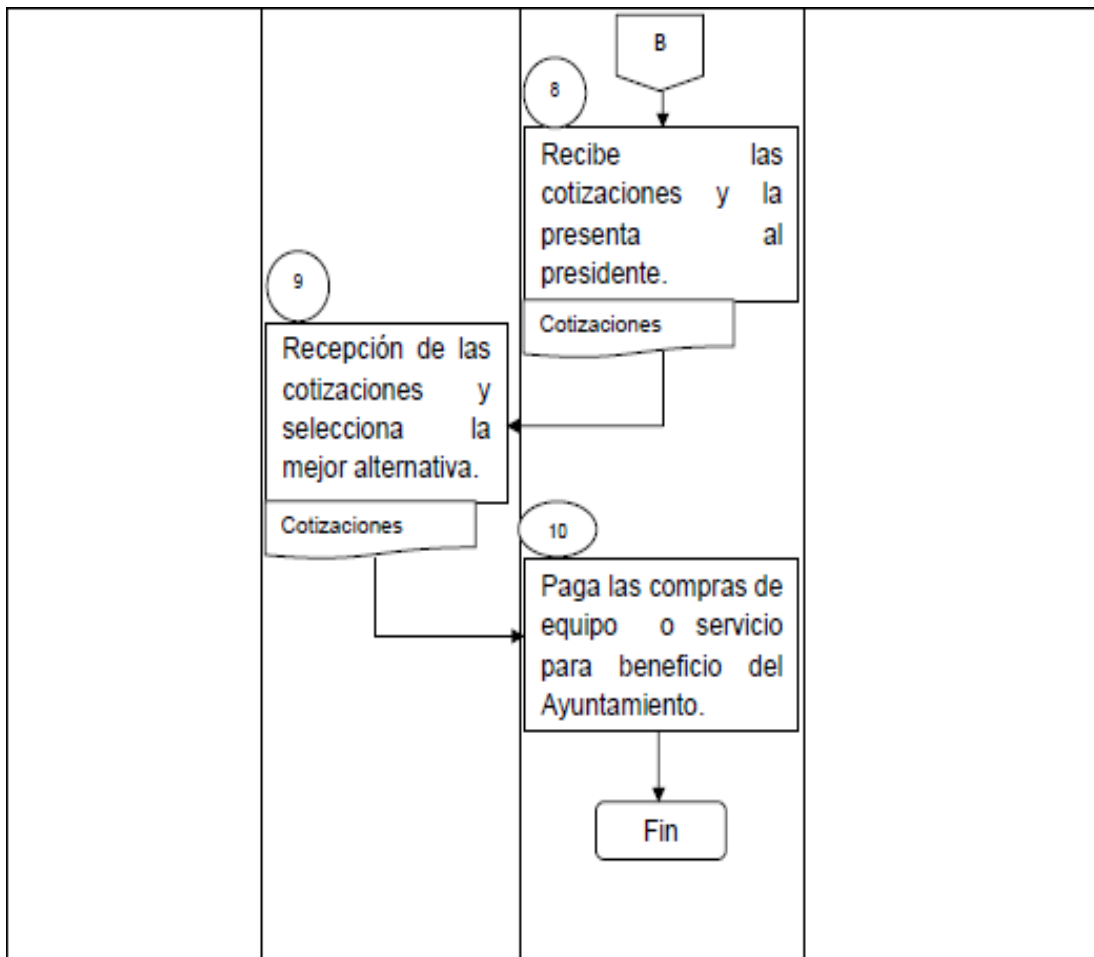 B
8
Recibe las
cotizaciones y la
presenta al
presidente.
Cotizaciones
9
Recepción de las
cotizaciones y
selecciona la
mejor alternativa.
Cotizaciones
10
Paga las compras de
equipo o servicio
para beneficio del
Ayuntamiento.
Fin